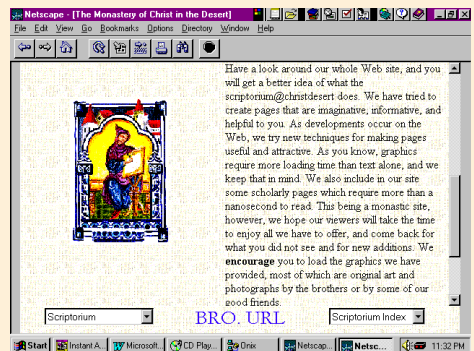 Netscape - [The Monastery of Christ in the Desert]
File Edit View Go Bookmarks Options Directory Window Help
Have a look around our whole Web site, and you
will get a better idea of what the
scriptorium@christdesert does. We have tried to
create pages that are imaginative, informative, and
helpful to you. As developments occur on the
Web, we try new techniques for making pages
useful and attractive. As you know, graphics
require more loading time than text alone, and we
keep that in mind. We also include in our site
some scholarly pages which require more than a
nanosecond to read. This being a monastic site,
however, we hope our viewers will take the time
to enjoy all we have to offer, and come back for
what you did not see and for new additions. We
encourage you to load the graphics we have
provided, most of which are original art and
photographs by the brothers or by some of our
good friends.
Scriptorium
BRO. URL
Scriptorium Index
Start Instant A... Microsoft... CD Play... Onix Netscap... Netsc... 11:32 PM